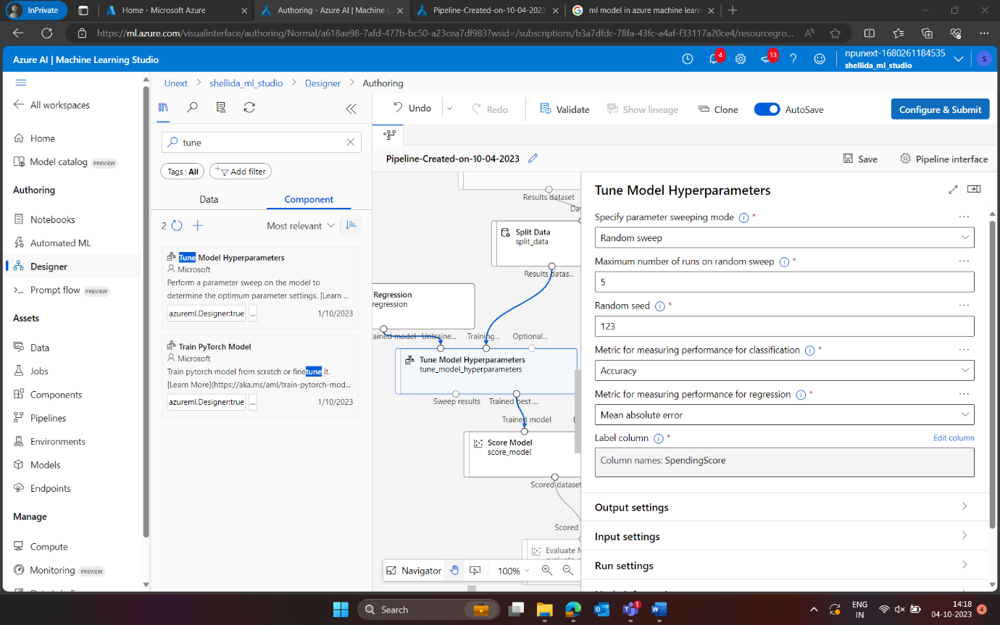 InPrivate
Home - Microsoft Azure
Authoring - Azure AI | Machine L
Pipeline-Created-on-10-04-2023
ml model in azure machine learn
https://ml.azure.com/visualinterface/authoring/Normal/a618ae98-7afd-477b-bc50-a23cea7df983?wsid=/subscriptions/b3a7dfdc-78fa-43fc-a4af-f33117a20ce4/resourcegro...
Azure AI | Machine Learning Studio
4
13
npunext-1680261184535
shellida_ml_studio
S
All workspaces
Home
Model catalog PREVIEW
Authoring
Notebooks
Automated ML
Designer
Prompt flow PREVIEW
Assets
Data
Jobs
Components
Pipelines
Environments
Models
Endpoints
Manage
Compute
Monitoring PREVIEW
Unext > shellida_ml_studio > Designer > Authoring
tune
Tags : All
Add filter
Data
Component
2
Most relevant
Tune Model Hyperparameters
Microsoft
Perform a parameter sweep on the model to
determine the optimum parameter settings. [Learn ...
azureml.Designer:true ... 1/10/2023
Train PyTorch Model
Microsoft
Train pytorch model from scratch or finetune it.
[Learn More](https://aka.ms/aml/train-pytorch-mod...
azureml.Designer:true ... 1/10/2023
Undo
Redo
Validate
Show lineage
Clone
AutoSave
Configure & Submit
Pipeline-Created-on-10-04-2023
Save
Pipeline interface
Results dataset
Da
Split Data
split_data
Results datas...
Regression
regression
rained model Untraine... Training... Optional...
Tune Model Hyperparameters
tune_model_hyperparameters
Sweep results Trained best ...
Trained model
Score Model
score_model
Scored dataset
Scored
Evaluate M
Navigator
100%
Tune Model Hyperparameters
Specify parameter sweeping mode *
Random sweep
Maximum number of runs on random sweep *
5
Random seed *
123
Metric for measuring performance for classification *
Accuracy
Metric for measuring performance for regression *
Mean absolute error
Label column * Edit column
Column names: SpendingScore
Output settings
Input settings
Run settings
Search
1
ENG
IN
14:18
04-10-2023
4